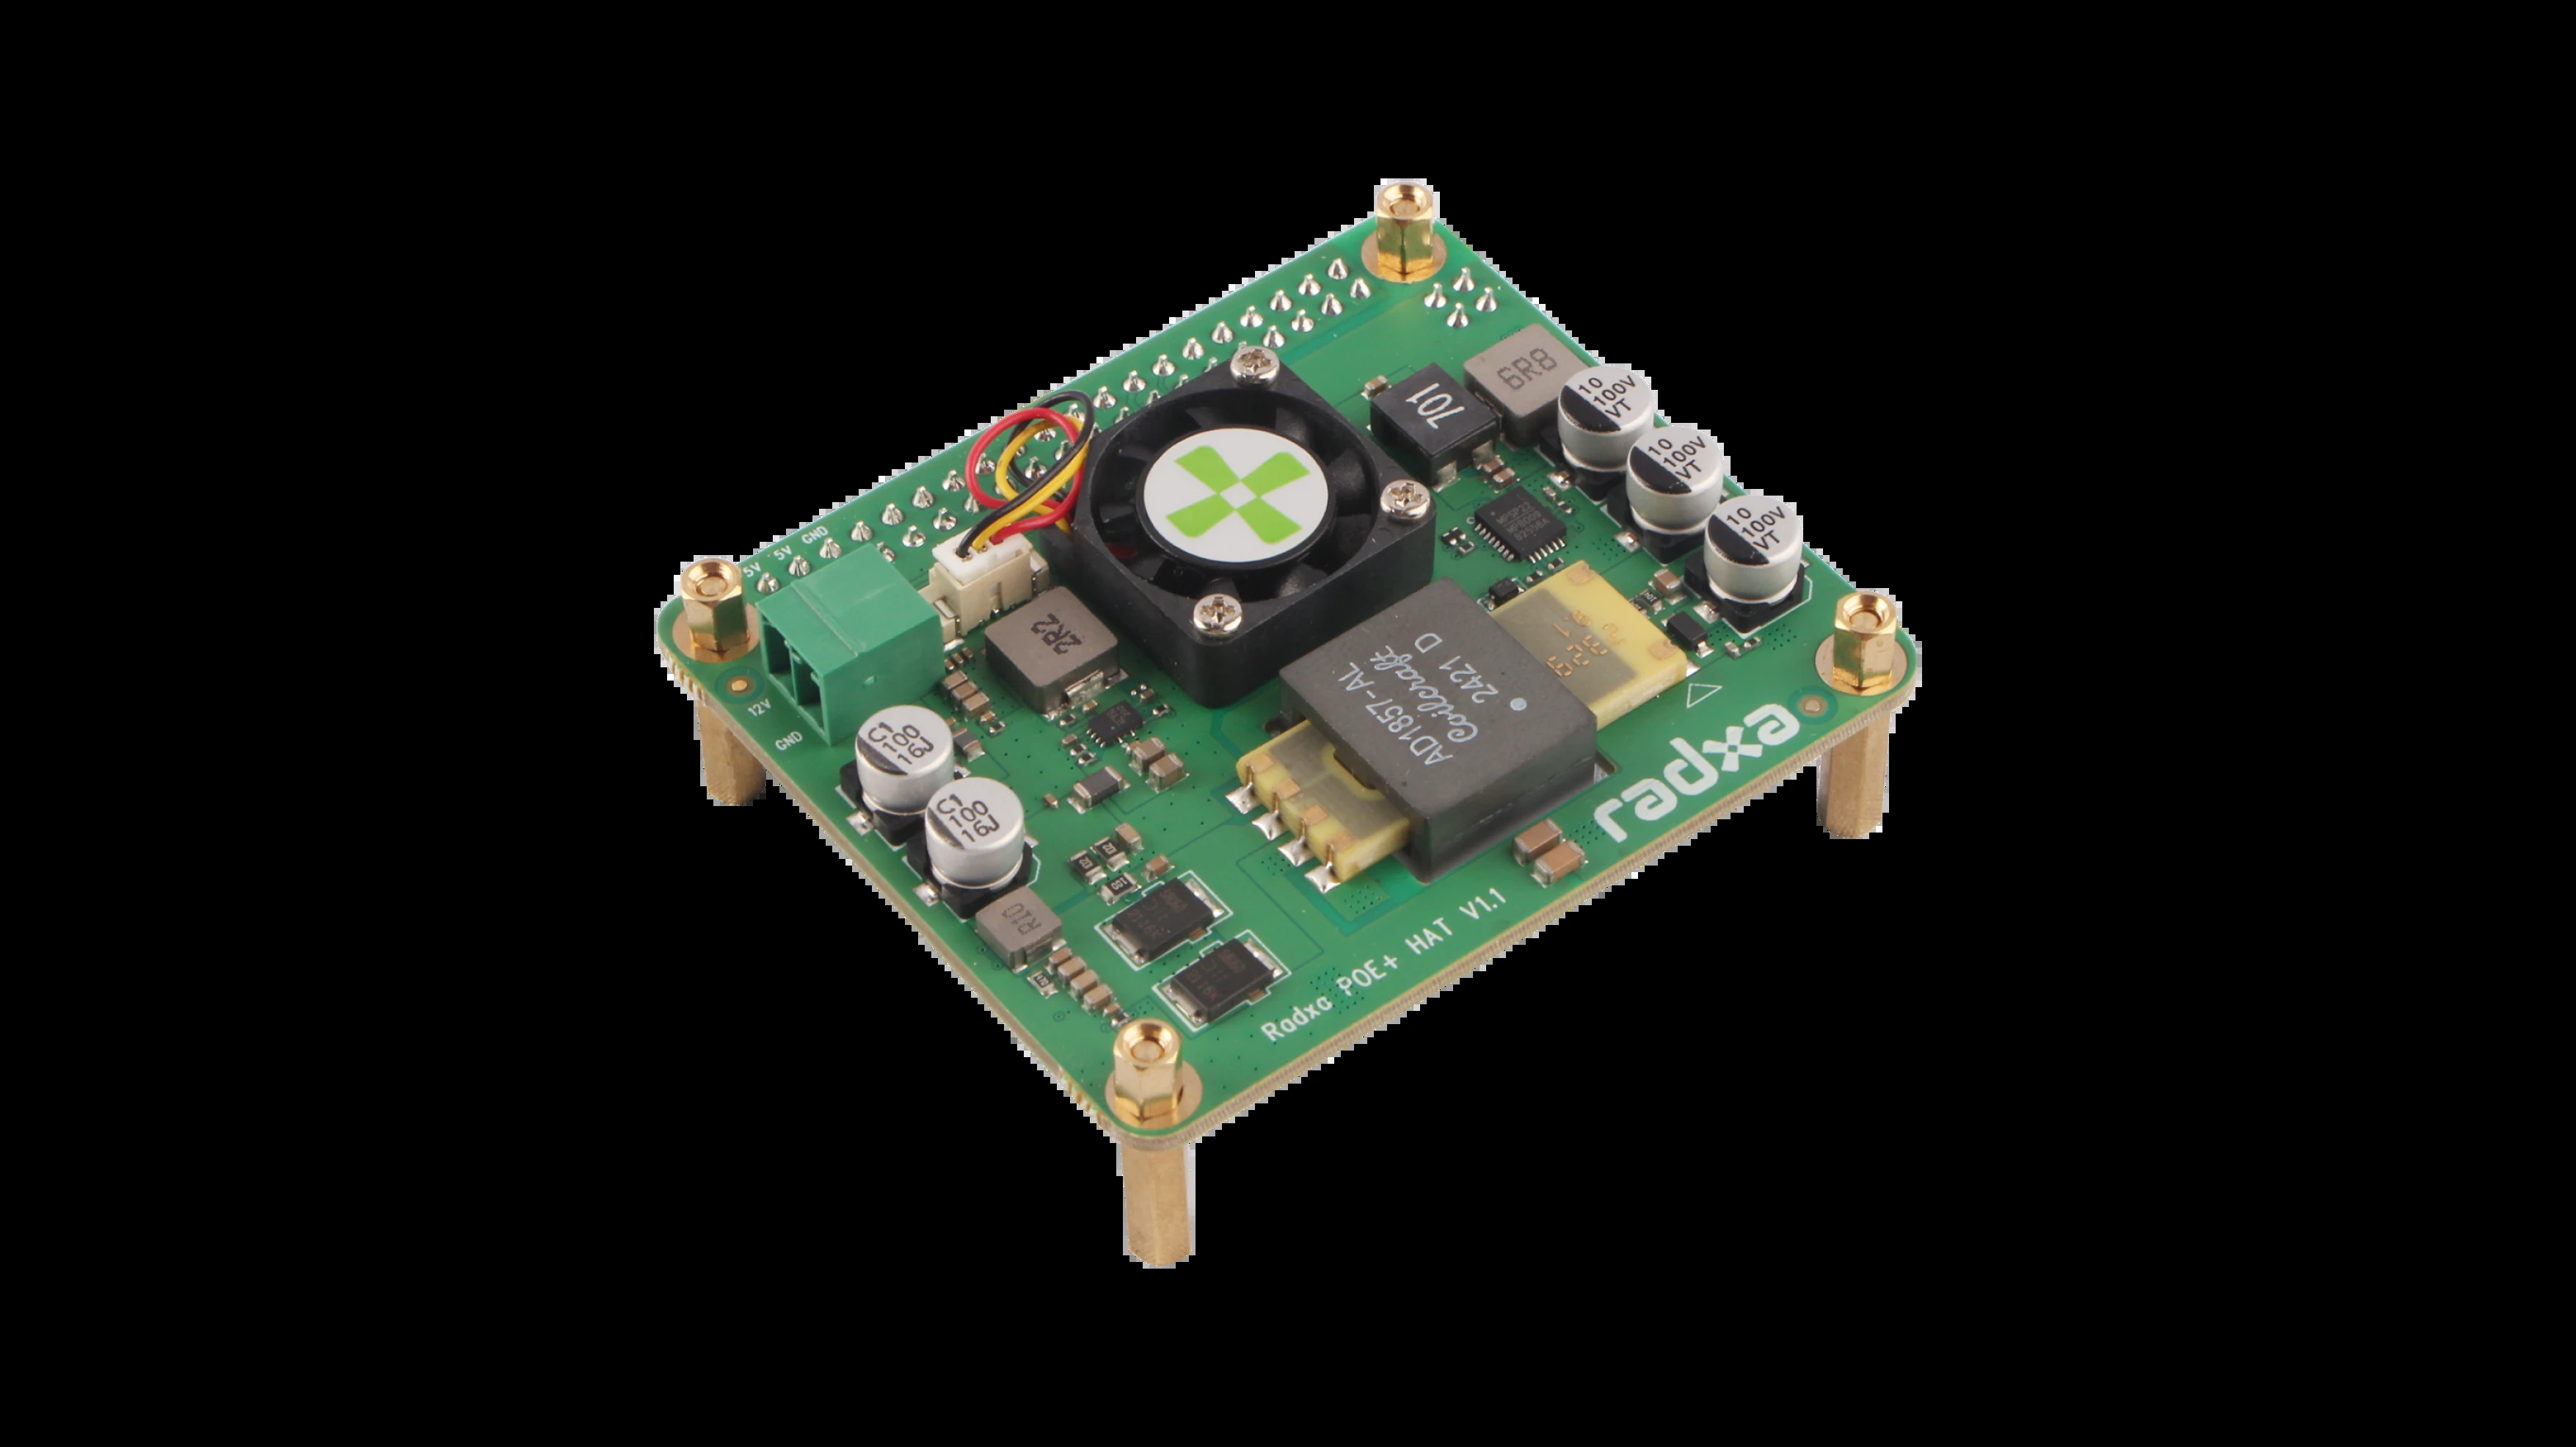 5V
5V
GND
12V
GND
6R8
701
10
100V
VT
10
100V
VT
10
100V
VT
2R2
AD1857-AL
Coilcraft
2421 D
C1
100
16J
C1
100
16J
R10
radxa
Radxa POE+ HAT V1.1